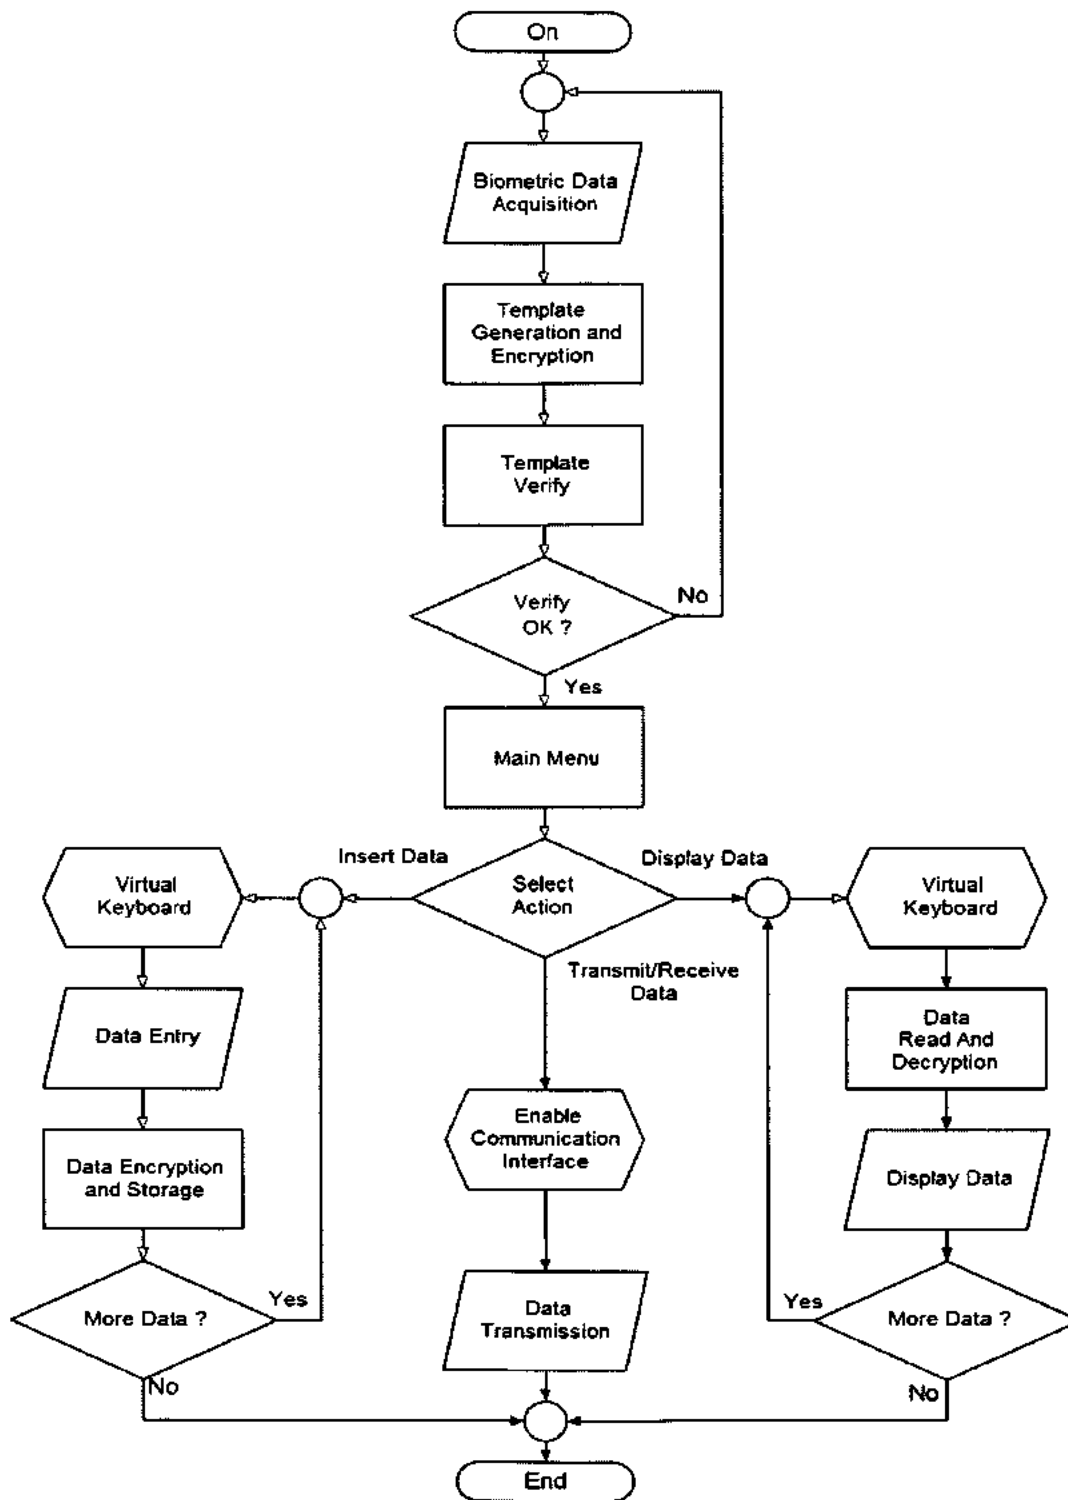 On
Biometric Data
Acquisition
Template
Generation and
Encryption
Template
Verify
Verify
OK ?
No
Yes
Main Menu
Insert Data
Select
Action
Display Data
Virtual
Keyboard
Virtual
Keyboard
Transmit/Receive
Data
Data Entry
Data
Read And
Decryption
Enable
Communication
Interface
Data Encryption
and Storage
Display Data
More Data ?
Yes
Data
Transmission
Yes
More Data ?
No
No
End